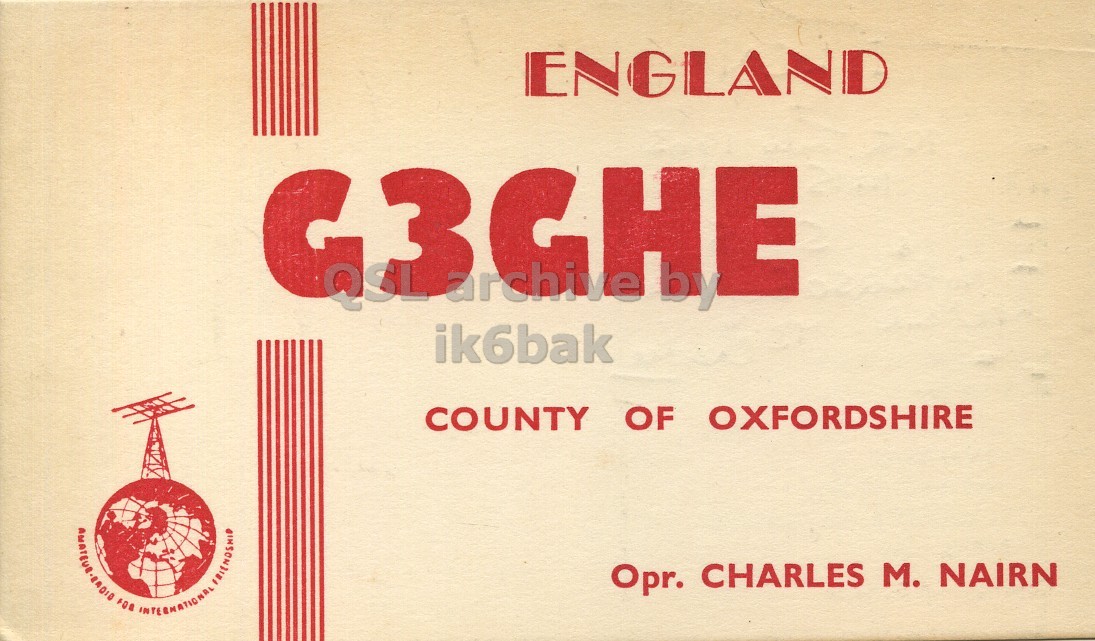 ENGLAND
G3GHE
QSL archive by
ik6bak
COUNTY OF OXFORDSHIRE
AMATEUR-RADIO FOR INTERNATIONAL FRIENDSHIP
Opr. CHARLES M. NAIRN